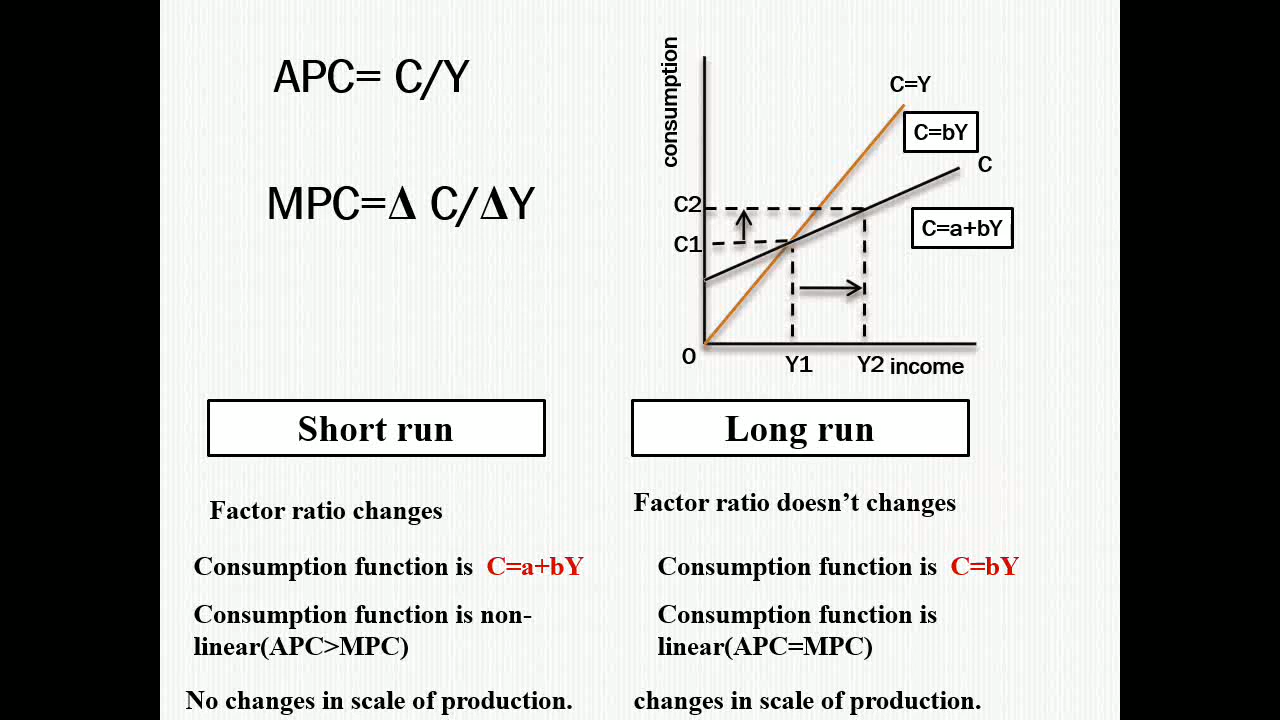 APC= C/Y
MPC=Δ C/ΔY
consumption
C=Y
C=bY
C
C2
C1
C=a+bY
0
Y1
Y2
income
Short run
Factor ratio changes
Consumption function is C=a+bY
Consumption function is non-
linear(APC>MPC)
No changes in scale of production.
Long run
Factor ratio doesn’t changes
Consumption function is C=bY
Consumption function is
linear(APC=MPC)
changes in scale of production.